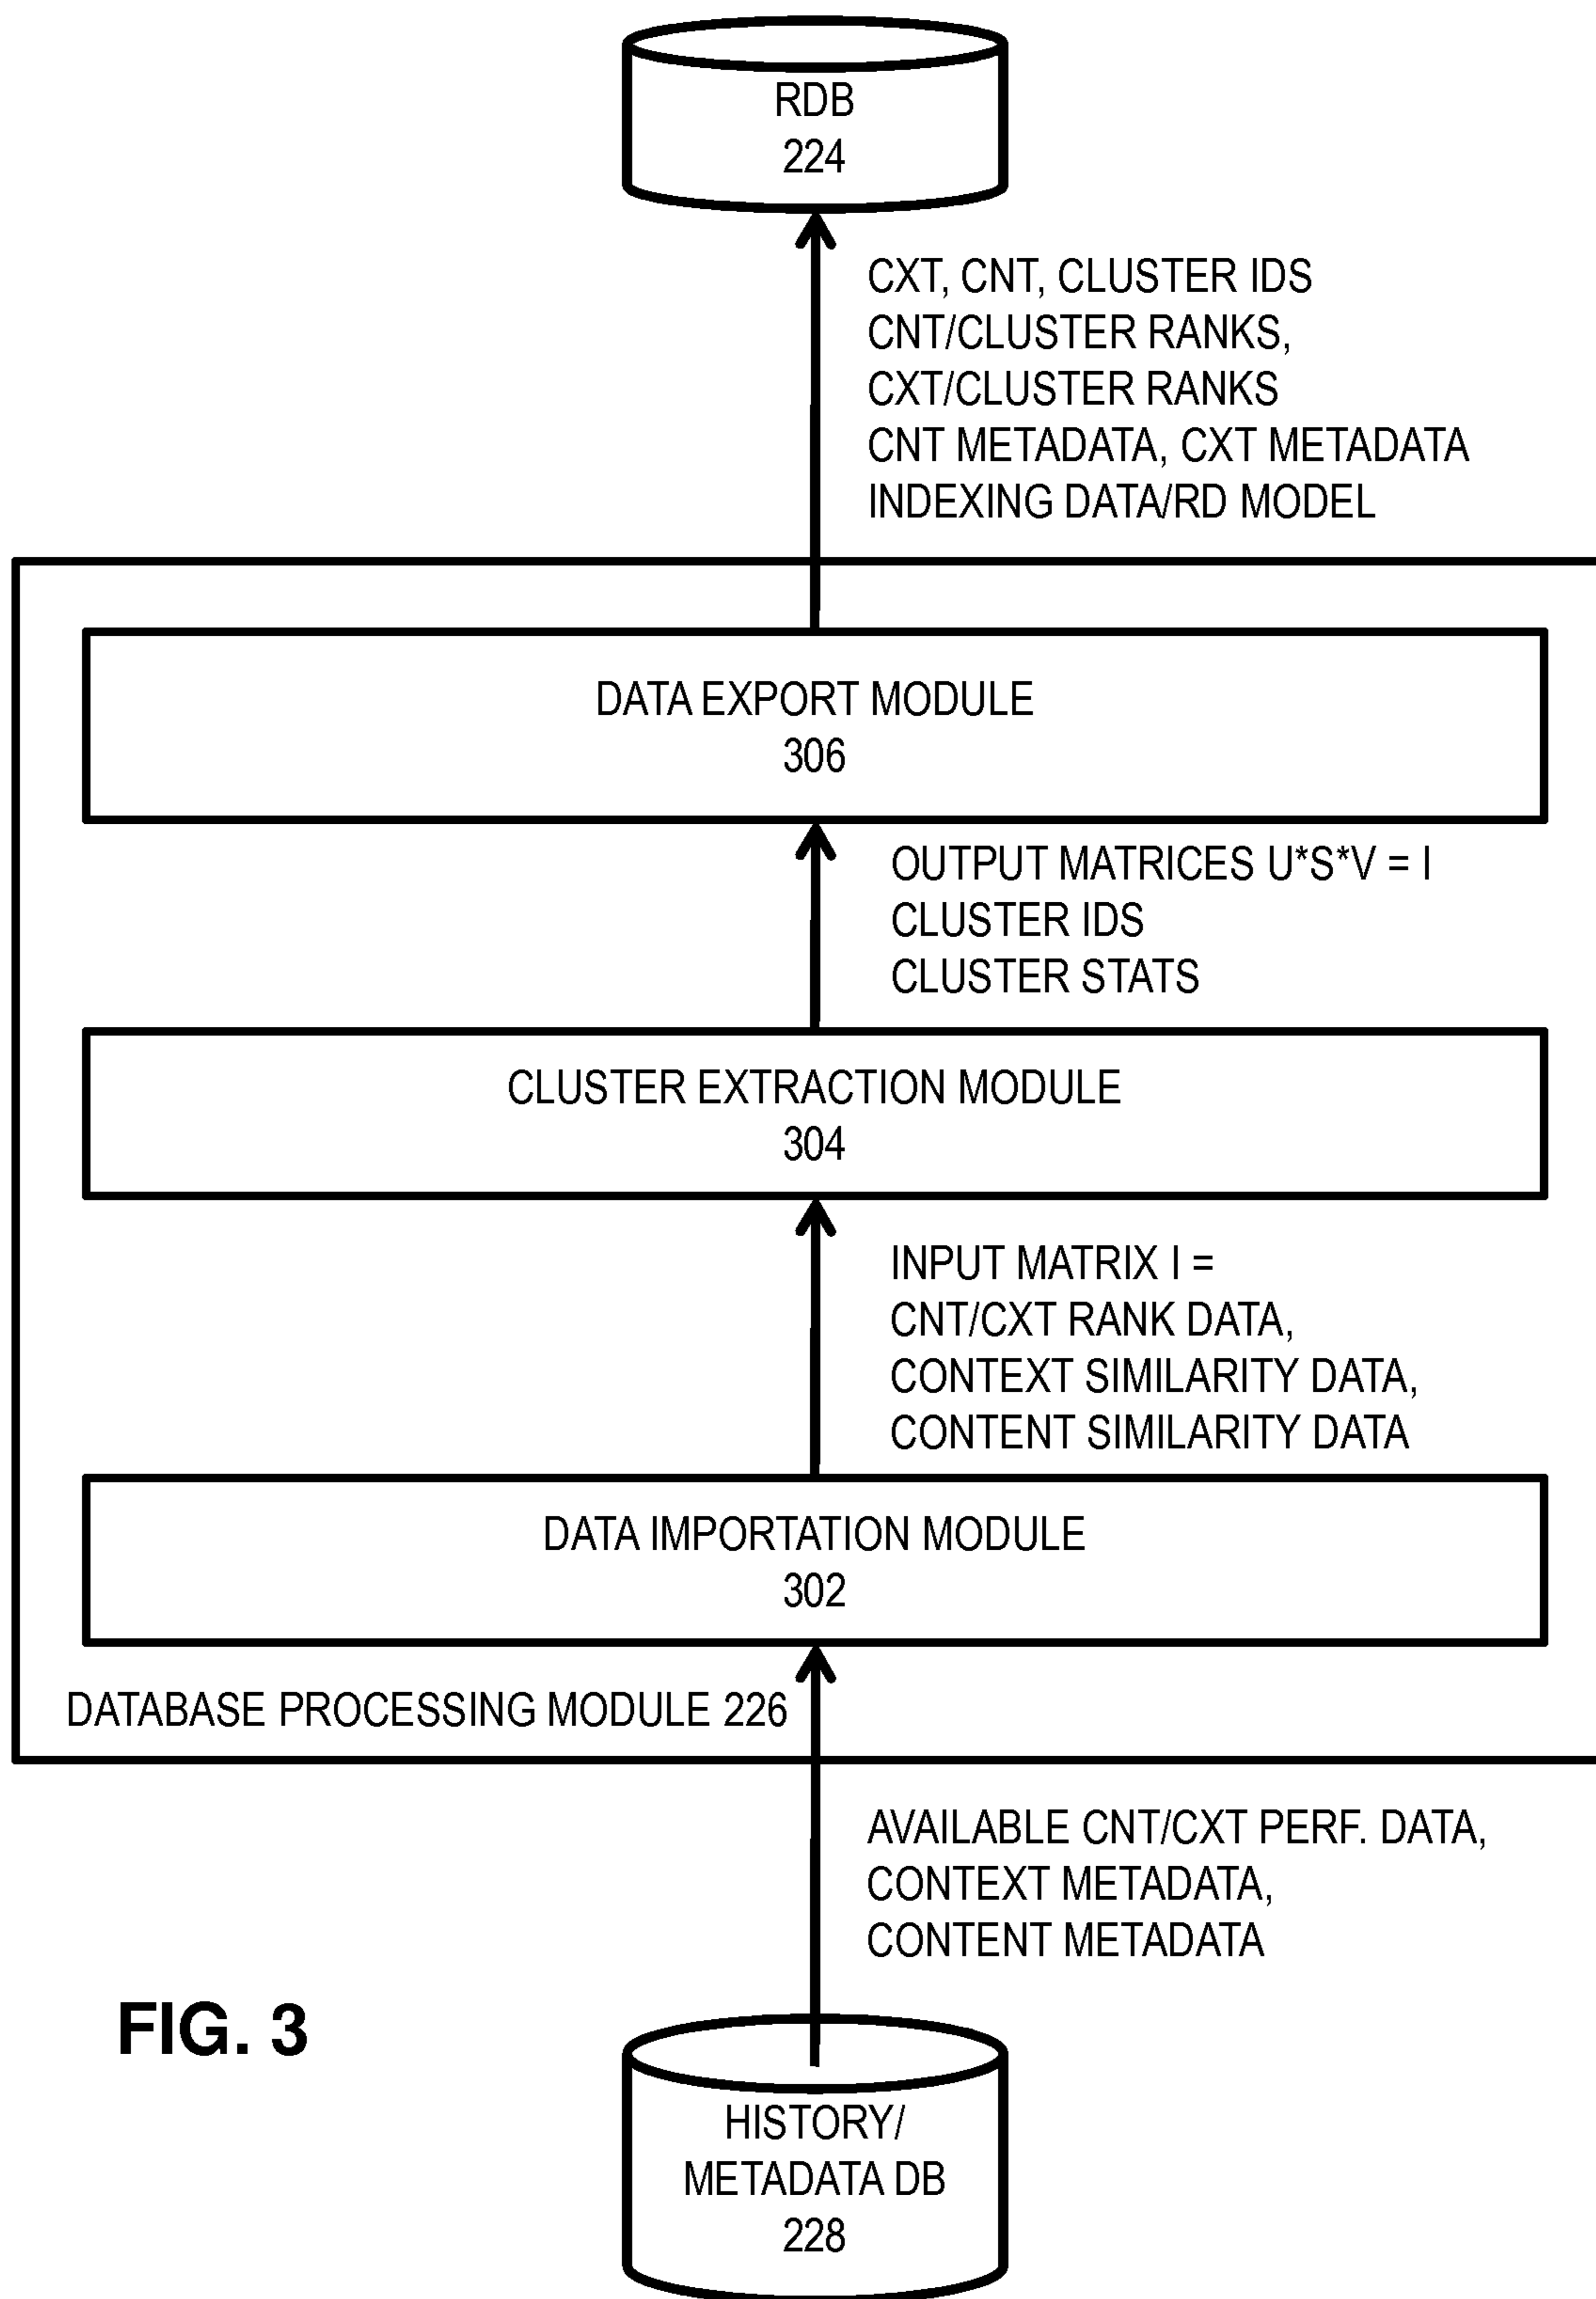 RDB
224
CXT, CNT, CLUSTER IDS
CNT/CLUSTER RANKS,
CXT/CLUSTER RANKS
CNT METADATA, CXT METADATA
INDEXING DATA/RD MODEL
DATA EXPORT MODULE
306
OUTPUT MATRICES U*S*V = I
CLUSTER IDS
CLUSTER STATS
CLUSTER EXTRACTION MODULE
304
INPUT MATRIX I =
CNT/CXT RANK DATA,
CONTEXT SIMILARITY DATA,
CONTENT SIMILARITY DATA
DATA IMPORTATION MODULE
302
DATABASE PROCESSING MODULE 226
AVAILABLE CNT/CXT PERF. DATA,
CONTEXT METADATA,
CONTENT METADATA
FIG. 3
HISTORY/
METADATA DB
228